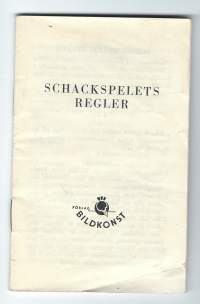 SCHACKSPELETS
REGLER
FÖRLAG
BILDKONST